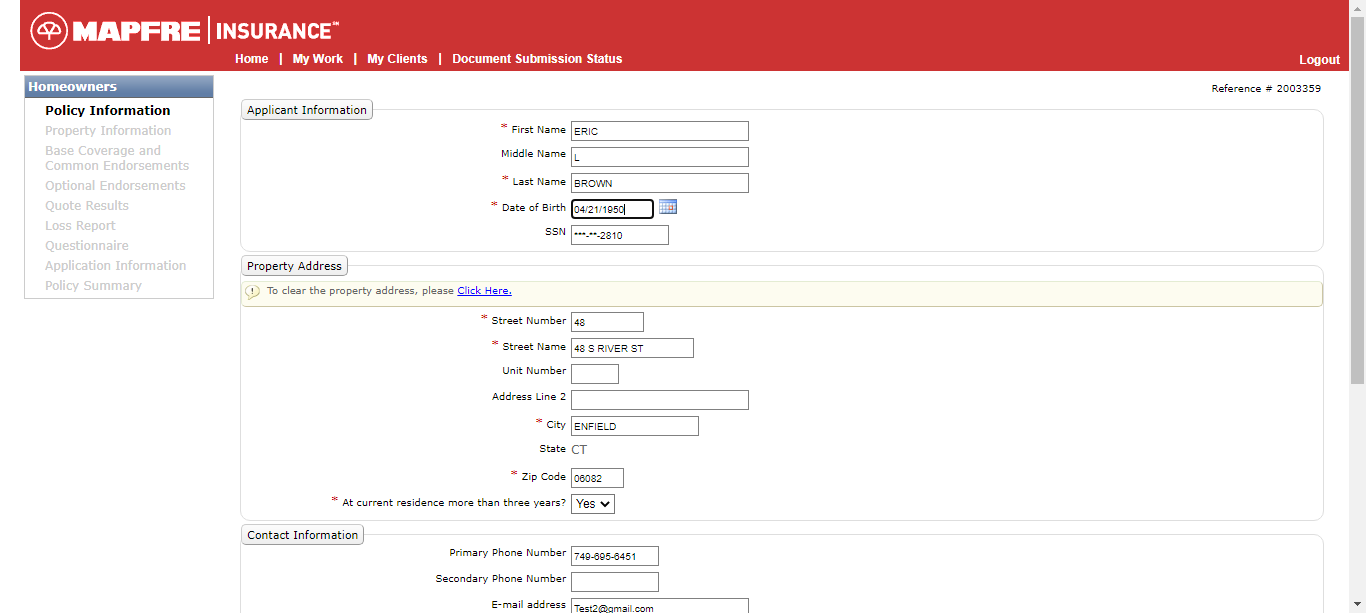 MAPFRE | INSURANCE℠
Home | My Work | My Clients | Document Submission Status
Logout
Homeowners
Policy Information
Property Information
Base Coverage and
Common Endorsements
Optional Endorsements
Quote Results
Loss Report
Questionnaire
Application Information
Policy Summary
Reference # 2003359
Applicant Information
* First Name ERIC
Middle Name L
* Last Name BROWN
* Date of Birth 04/21/1950
SSN ***-**-2810
Property Address
To clear the property address, please Click Here.
* Street Number 48
* Street Name 48 S RIVER ST
Unit Number
Address Line 2
* City ENFIELD
State CT
* Zip Code 06082
* At current residence more than three years? Yes
Contact Information
Primary Phone Number 749-695-6451
Secondary Phone Number
E-mail address Test2@gmail.com